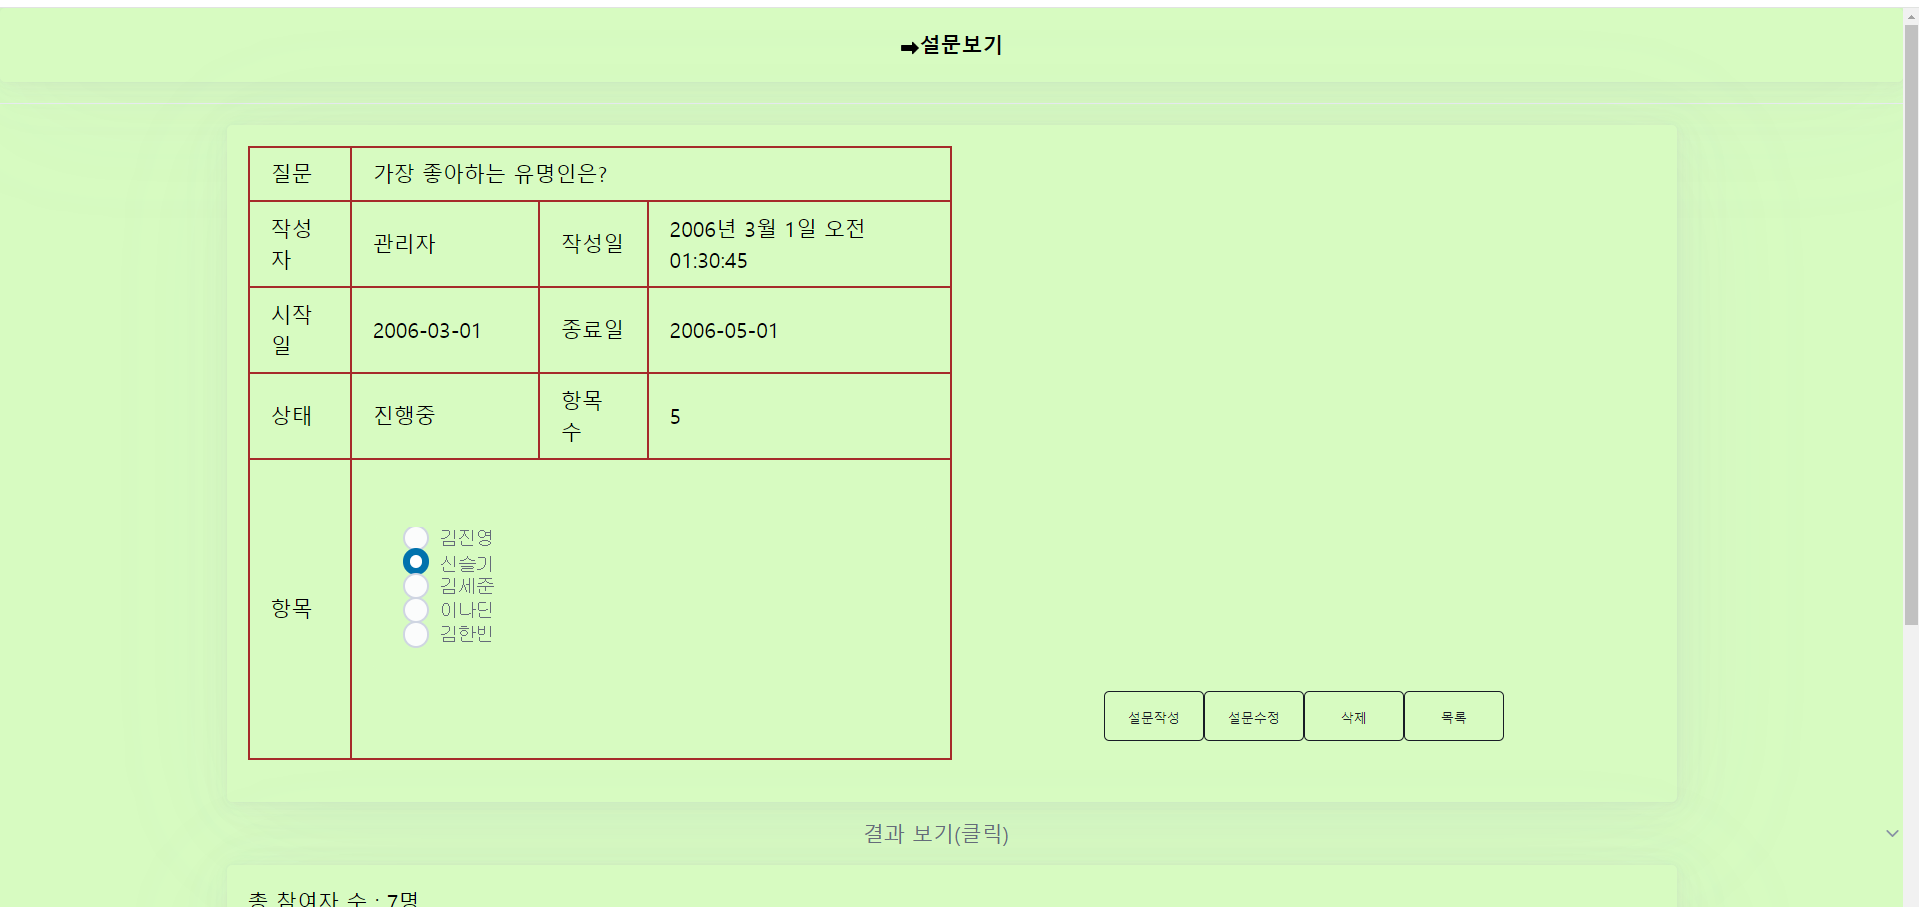 ➡설문보기
질문 가장 좋아하는 유명인은?
작성자 관리자 작성일 2006년 3월 1일 오전 01:30:45
시작일 2006-03-01 종료일 2006-05-01
상태 진행중 항목수 5
항목
김진영
신슬기
김세준
이나딘
김한빈
설문작성 설문수정 삭제 목록
결과 보기(클릭)
총 참여자 수 : 7명